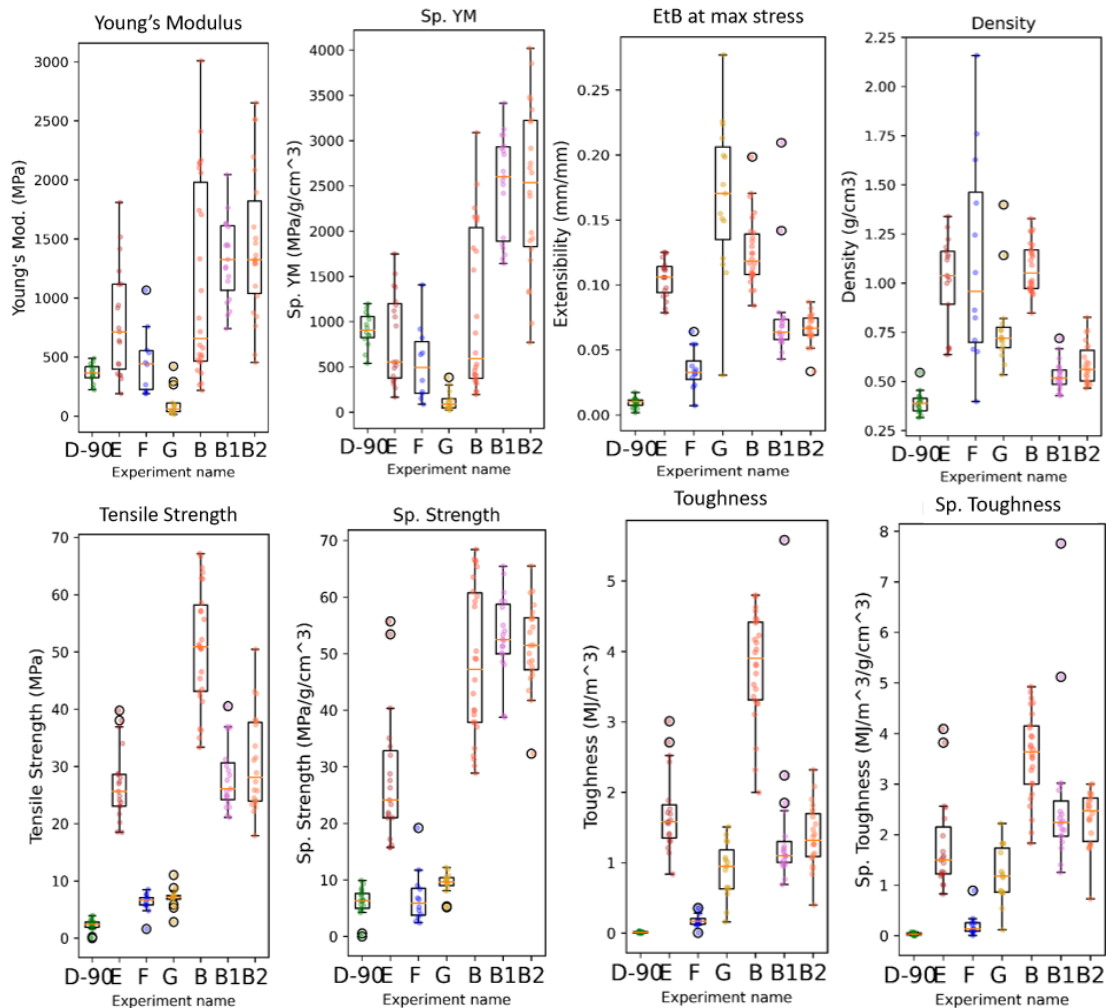 Young's Modulus
Young's Mod. (MPa)
3000
2500
2000
1500
1000
500
0
D-90 E F G B B1 B2
Experiment name
Sp. YM
Sp. YM (MPa/g/cm^3)
4000
3500
3000
2500
2000
1500
1000
500
0
D-90 E F G B B1 B2
Experiment name
EtB at max stress
Extensibility (mm/mm)
0.25
0.20
0.15
0.10
0.05
0.00
D-90 E F G B B1 B2
Experiment name
Density
Density (g/cm3)
2.25
2.00
1.75
1.50
1.25
1.00
0.75
0.50
0.25
D-90 E F G B B1 B2
Experiment name
Tensile Strength
Tensile Strength (MPa)
70
60
50
40
30
20
10
0
D-90 E F G B B1 B2
Experiment name
Sp. Strength
Sp. Strength (MPa/g/cm^3)
70
60
50
40
30
20
10
0
D-90 E F G B B1 B2
Experiment name
Toughness
Toughness (MJ/m^3)
5
4
3
2
1
0
D-90 E F G B B1 B2
Experiment name
Sp. Toughness
Sp. Toughness (MJ/m^3/g/cm^3)
8
7
6
5
4
3
2
1
0
D-90 E F G B B1 B2
Experiment name